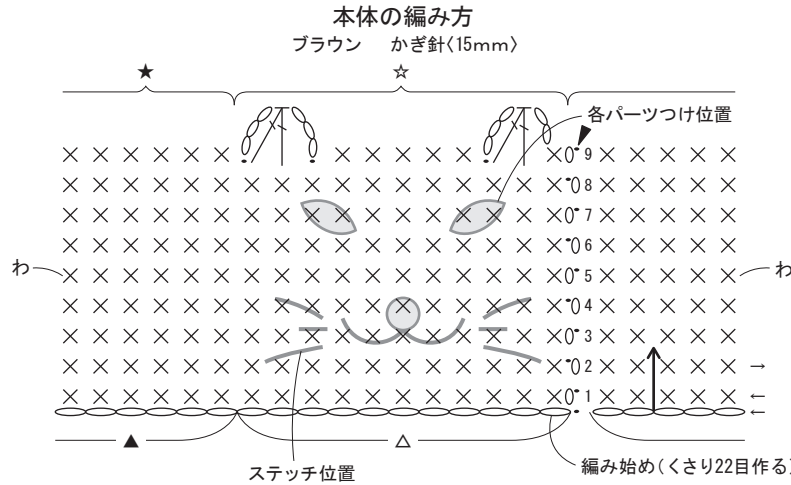 本体の編み方
ブラウン かぎ針〈15mm〉
★ ☆
各パーツつけ位置
9
8
7
6
わ 5 わ
4
3
2 →
1 ←
←
▲ △
ステッチ位置
編み始め(くさり22目作る)